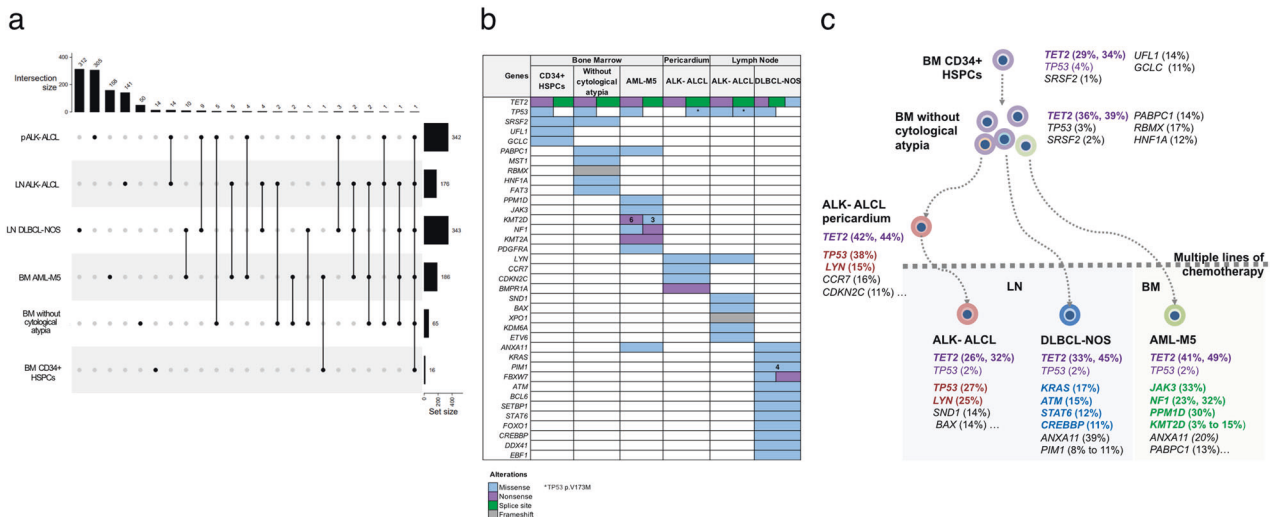 a
Intersection size
400
200
0
312
305
158
141
50
14
14
10
9
5
5
4
4
2
2
1
1
3
2
2
1
1
1
pALK-ALCL
LN ALK-ALCL
LN DLBCL-NOS
BM AML-M5
BM without cytological atypia
BM CD34+ HSPCs
342
176
343
186
65
16
0
200
400
Set size
b
Genes
Bone Marrow
Pericardium
Lymph Node
CD34+ HSPCs
Without cytological atypia
AML-M5
ALK- ALCL
ALK- ALCL
DLBCL-NOS
TET2
TP53 * *
SRSF2
UFL1
GCLC
PABPC1
MST1
RBMX
HNF1A
FAT3
PPM1D
JAK3
KMT2D 6 3
NF1
KMT2A
PDGFRA
LYN
CCR7
CDKN2C
BMPR1A
SND1
BAX
XPO1
KDM6A
ETV6
ANXA11
KRAS
PIM1 4
FBXW7
ATM
BCL6
SETBP1
STAT6
FOXO1
CREBBP
DDX41
EBF1
Alterations
Missense
Nonsense
Splice site
Frameshift
*TP53 p.V173M
c
BM CD34+
HSPCs
TET2 (29%, 34%)
TP53 (4%)
SRSF2 (1%)
UFL1 (14%)
GCLC (11%)
BM without
cytological
atypia
TET2 (36%, 39%)
TP53 (3%)
SRSF2 (2%)
PABPC1 (14%)
RBMX (17%)
HNF1A (12%)
ALK- ALCL
pericardium
TET2 (42%, 44%)
TP53 (38%)
LYN (15%)
CCR7 (16%)
CDKN2C (11%) ...
Multiple lines of
chemotherapy
LN
BM
ALK- ALCL
TET2 (26%, 32%)
TP53 (2%)
TP53 (27%)
LYN (25%)
SND1 (14%)
BAX (14%) ...
DLBCL-NOS
TET2 (33%, 45%)
TP53 (2%)
KRAS (17%)
ATM (15%)
STAT6 (12%)
CREBBP (11%)
ANXA11 (39%)
PIM1 (8% to 11%)
AML-M5
TET2 (41%, 49%)
TP53 (2%)
JAK3 (33%)
NF1 (23%, 32%)
PPM1D (30%)
KMT2D (3% to 15%)
ANXA11 (20%)
PABPC1 (13%)...